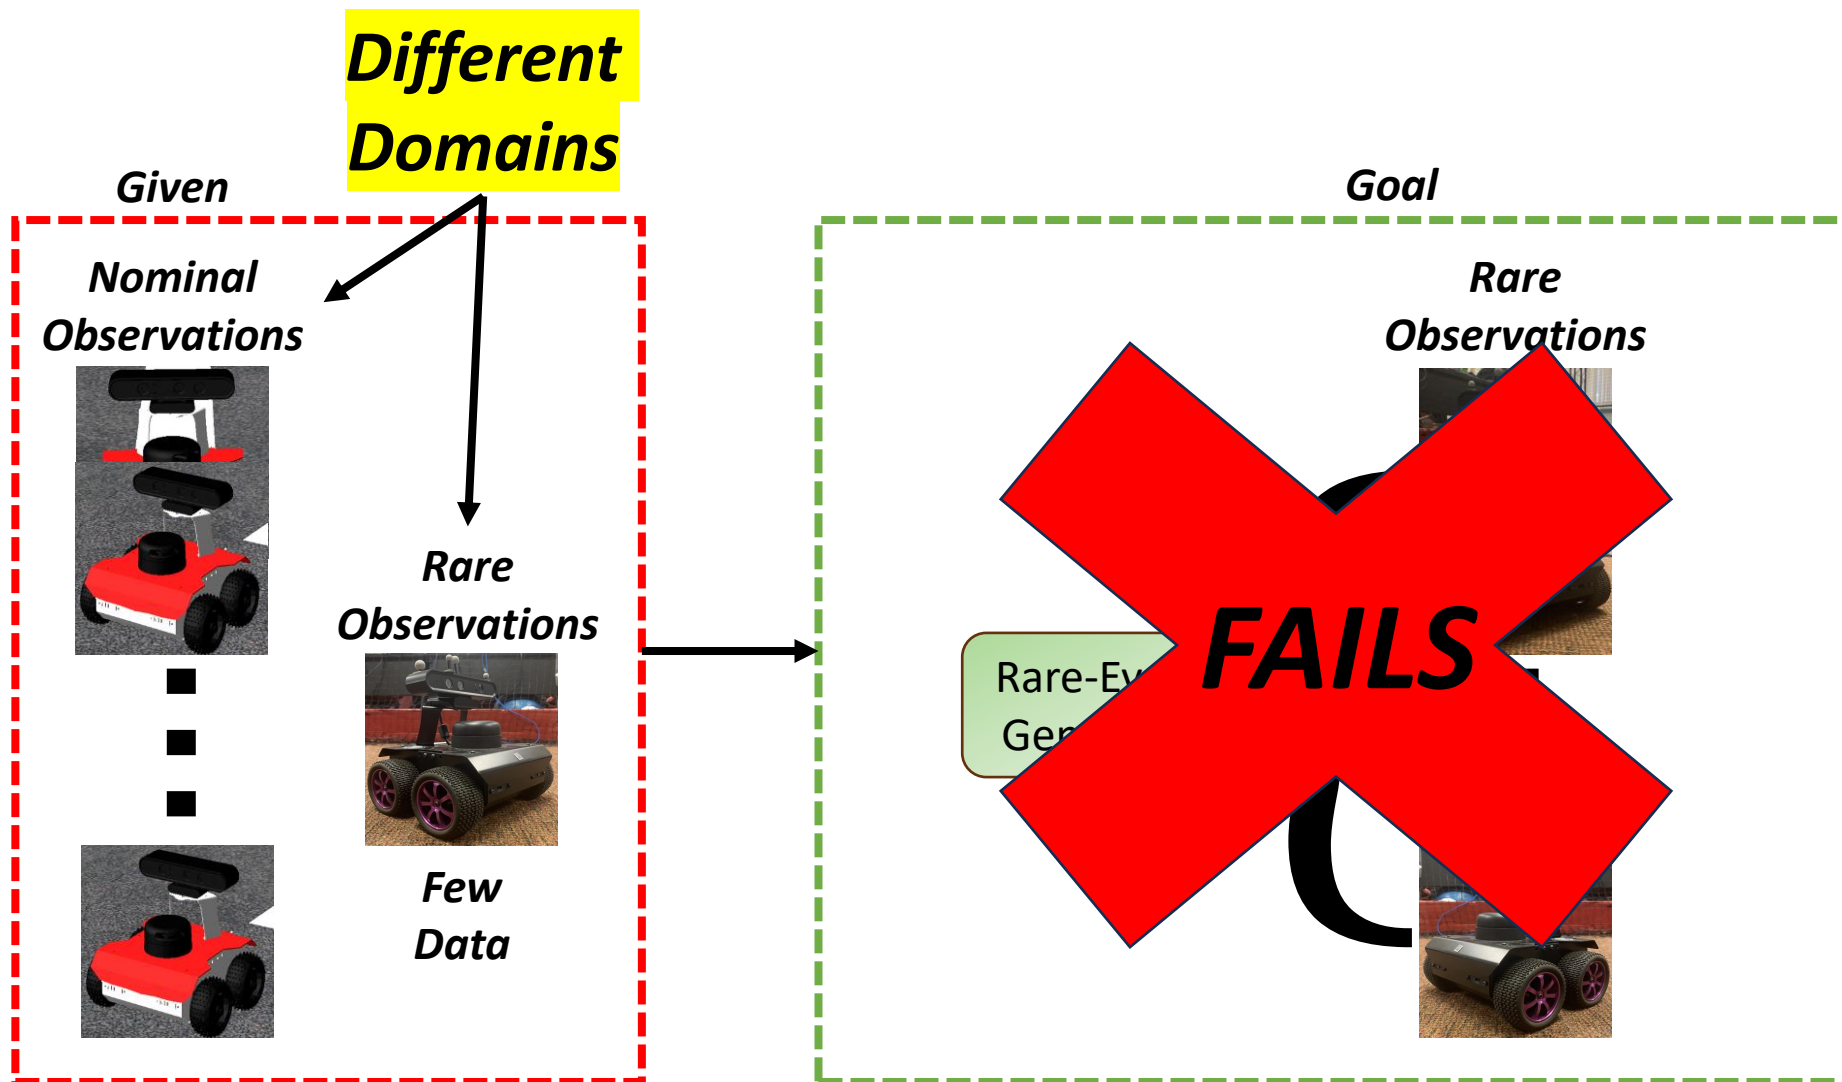 Different
Domains
Given
Nominal
Observations
Rare
Observations
Few
Data
Goal
Rare
Observations
FAILS